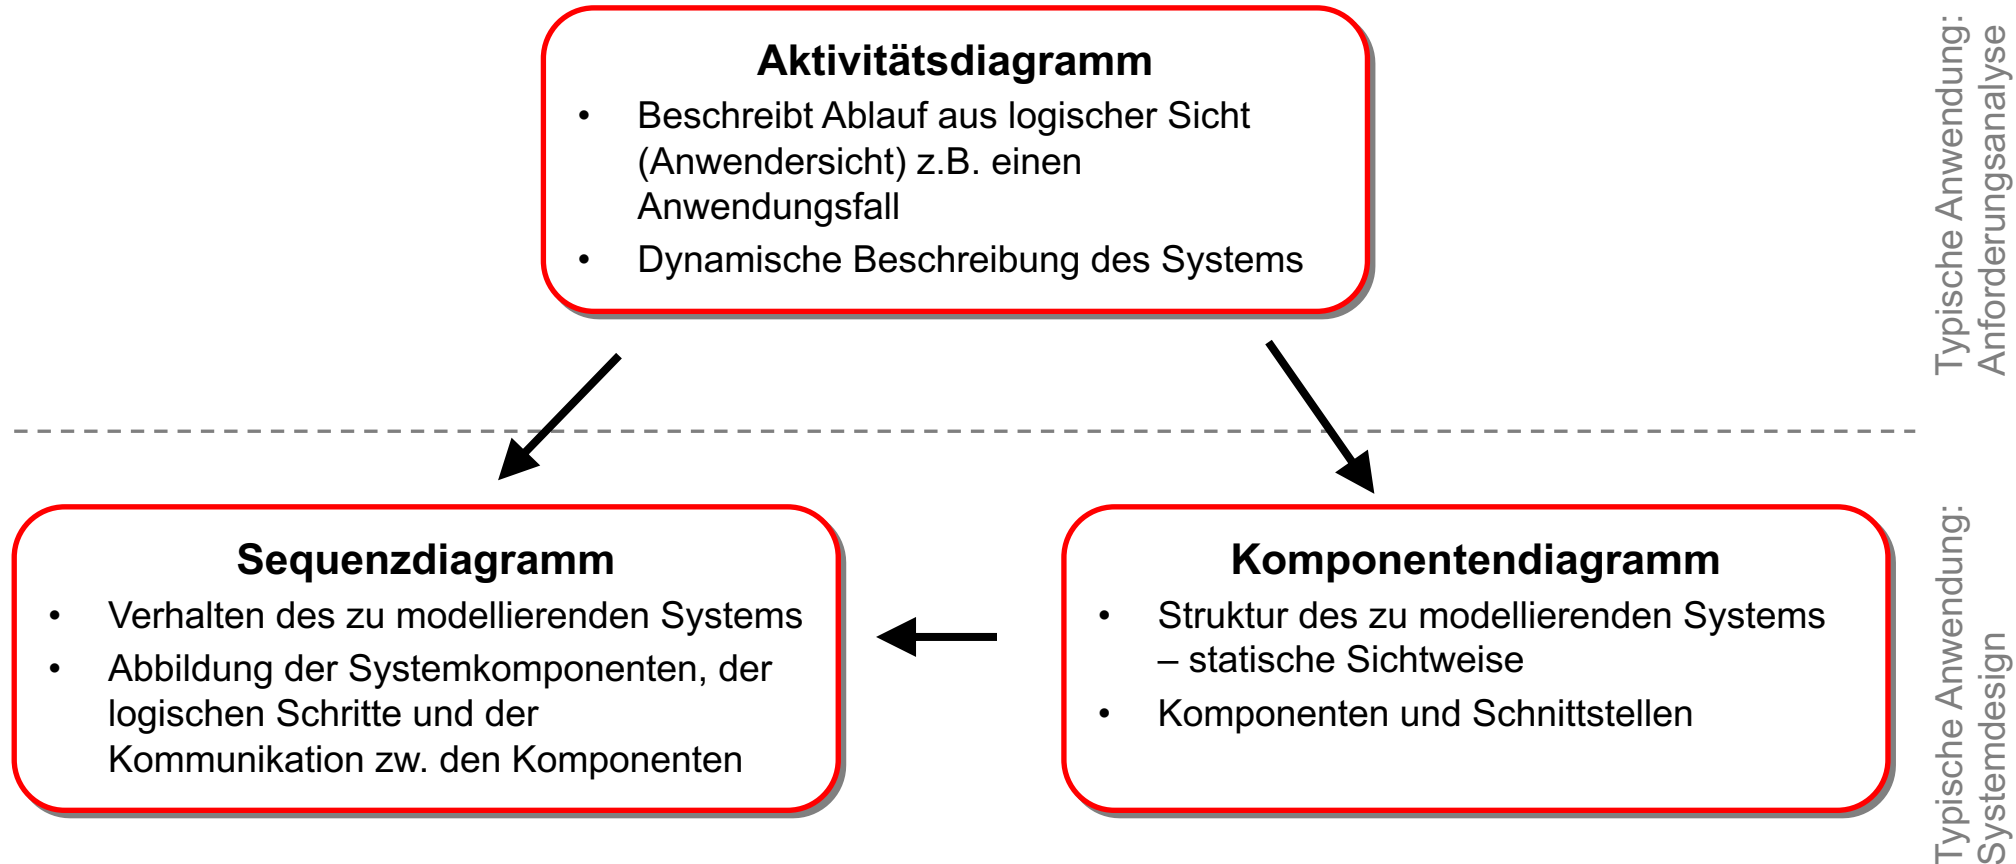 Aktivitätsdiagramm
• Beschreibt Ablauf aus logischer Sicht
(Anwendersicht) z.B. einen
Anwendungsfall
• Dynamische Beschreibung des Systems
Typische Anwendung:
Anforderungsanalyse
Sequenzdiagramm
• Verhalten des zu modellierenden Systems
• Abbildung der Systemkomponenten, der
logischen Schritte und der
Kommunikation zw. den Komponenten
Komponentendiagramm
• Struktur des zu modellierenden Systems
– statische Sichtweise
• Komponenten und Schnittstellen
Typische Anwendung:
Systemdesign